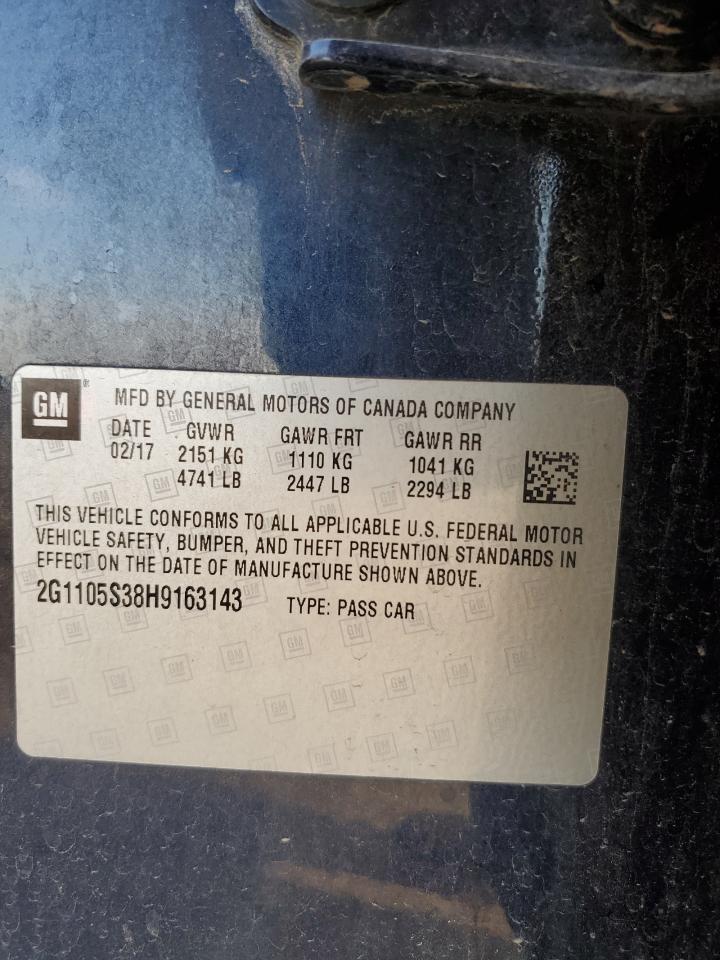 GM ®
MFD BY GENERAL MOTORS OF CANADA COMPANY
DATE GVWR GAWR FRT GAWR RR
02/17 2151 KG 1110 KG 1041 KG
4741 LB 2447 LB 2294 LB
THIS VEHICLE CONFORMS TO ALL APPLICABLE U.S. FEDERAL MOTOR
VEHICLE SAFETY, BUMPER, AND THEFT PREVENTION STANDARDS IN
EFFECT ON THE DATE OF MANUFACTURE SHOWN ABOVE.
2G1105S38H9163143 TYPE: PASS CAR